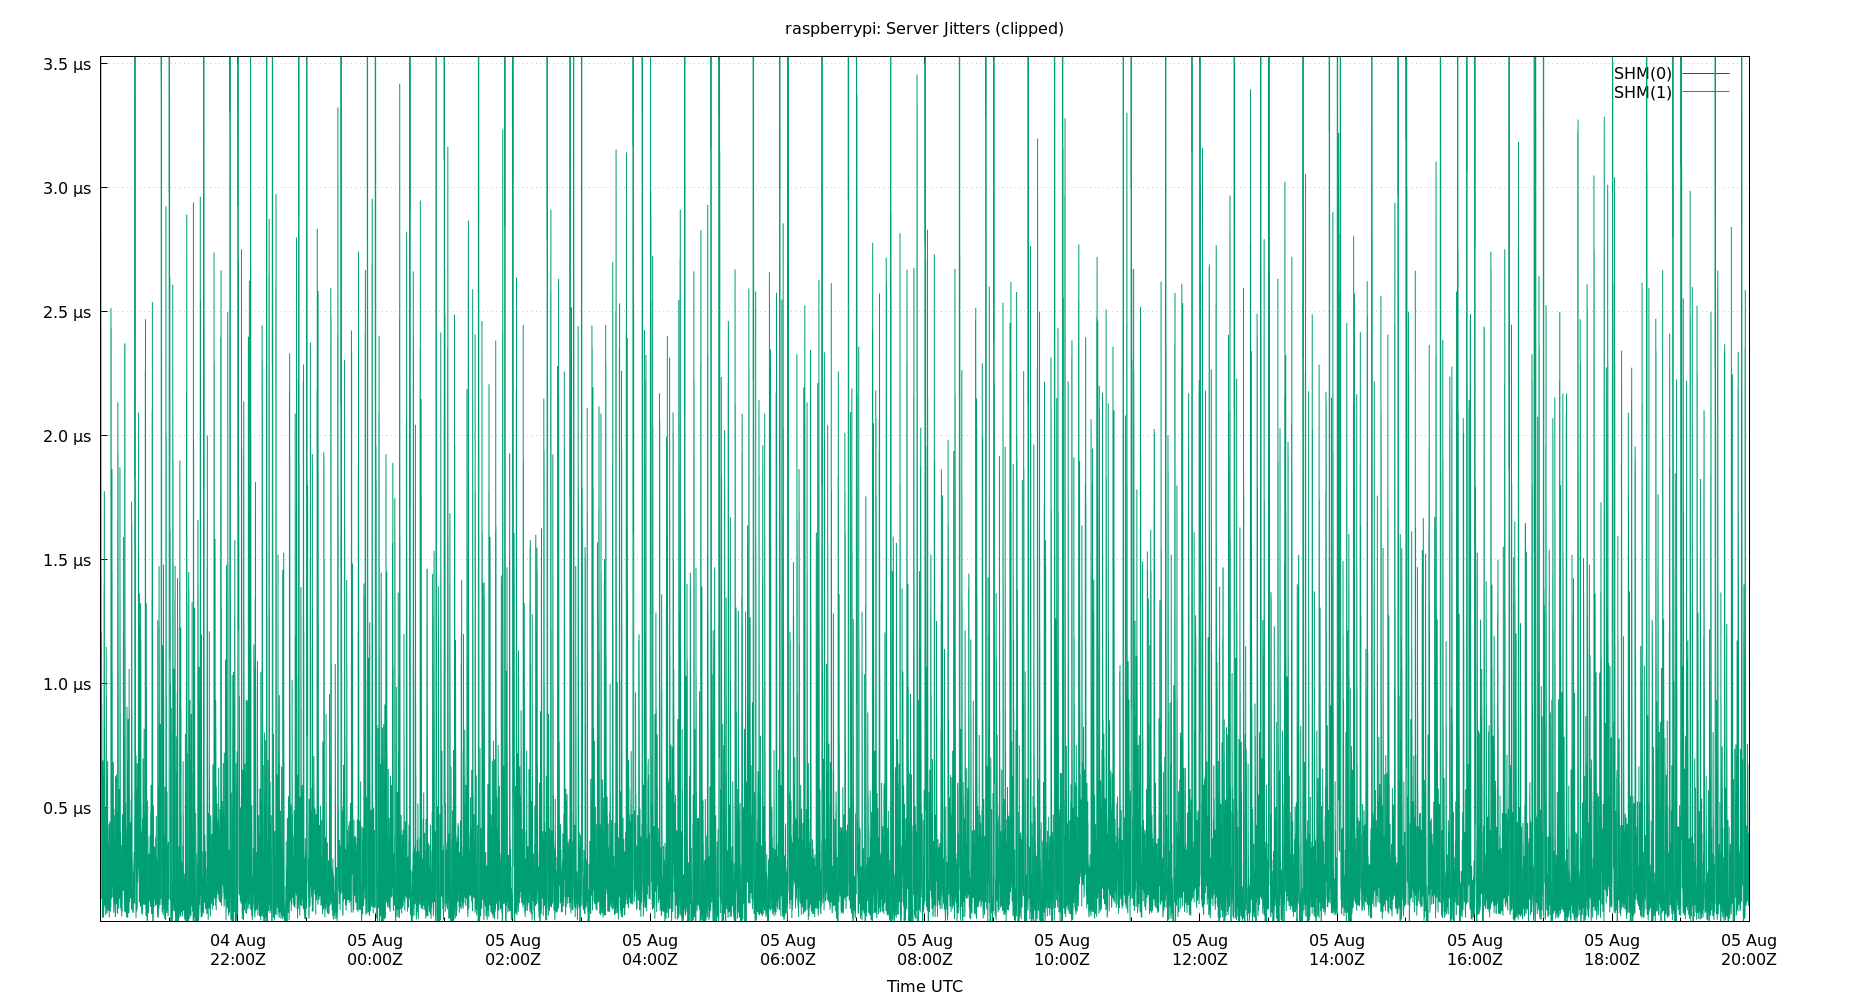 raspberrypi: Server Jitters (clipped)
3.5 µs
3.0 µs
2.5 µs
2.0 µs
1.5 µs
1.0 µs
0.5 µs
SHM(0)
SHM(1)
04 Aug 05 Aug 05 Aug 05 Aug 05 Aug 05 Aug 05 Aug 05 Aug 05 Aug 05 Aug 05 Aug 05 Aug
22:00Z 00:00Z 02:00Z 04:00Z 06:00Z 08:00Z 10:00Z 12:00Z 14:00Z 16:00Z 18:00Z 20:00Z
Time UTC